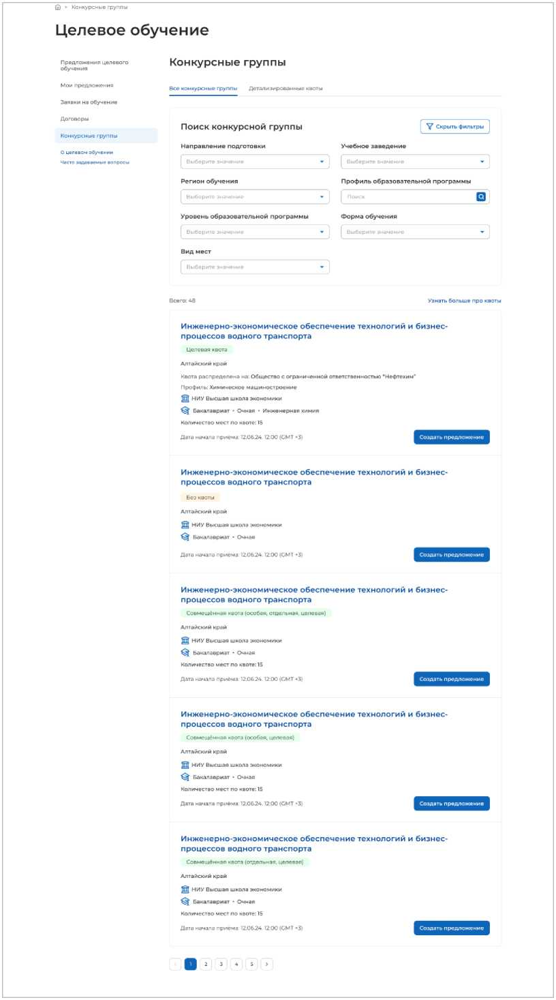 Конкурсные группы
Целевое обучение
Предложения целевого
обучения
Мои предложения
Заявки на обучение
Договоры
Конкурсные группы
О целевом обучении
Часто задаваемые вопросы
Конкурсные группы
Все конкурсные группы Детализированные квоты
Поиск конкурсной группы
Скрыть фильтры
Направление подготовки Учебное заведение
Выберите значение Выберите значение
Регион обучения Профиль образовательной программы
Выберите значение Поиск
Уровень образовательной программы Форма обучения
Выберите значение Выберите значение
Вид мест
Выберите значение
Всего: 48 Узнать больше про квоты
Инженерно-экономическое обеспечение технологий и бизнес-
процессов водного транспорта
Целевая квота
Алтайский край
Квота распределена на: Общество с ограниченной ответственностью "Нефтехим"
Профиль: Химическое машиностроение
НИУ Высшая школа экономики
Бакалавриат • Очная • Инженерная химия
Количество мест по квоте: 15
Дата начала приёма: 12.06.24. 12:00 (GMT +3) Создать предложение
Инженерно-экономическое обеспечение технологий и бизнес-
процессов водного транспорта
Без квоты
Алтайский край
НИУ Высшая школа экономики
Бакалавриат • Очная
Дата начала приёма: 12.06.24. 12:00 (GMT +3) Создать предложение
Инженерно-экономическое обеспечение технологий и бизнес-
процессов водного транспорта
Совмещённая квота (особая, отдельная, целевая)
Алтайский край
НИУ Высшая школа экономики
Бакалавриат • Очная
Количество мест по квоте: 15
Дата начала приёма: 12.06.24. 12:00 (GMT +3) Создать предложение
Инженерно-экономическое обеспечение технологий и бизнес-
процессов водного транспорта
Совмещённая квота (особая, целевая)
Алтайский край
НИУ Высшая школа экономики
Бакалавриат • Очная
Количество мест по квоте: 15
Дата начала приёма: 12.06.24. 12:00 (GMT +3) Создать предложение
Инженерно-экономическое обеспечение технологий и бизнес-
процессов водного транспорта
Совмещённая квота (отдельная, целевая)
Алтайский край
НИУ Высшая школа экономики
Бакалавриат • Очная
Количество мест по квоте: 15
Дата начала приёма: 12.06.24. 12:00 (GMT +3) Создать предложение
1 2 3 4 5